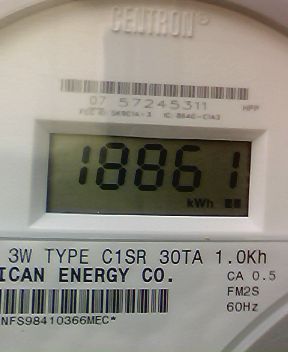 CENTRON®
07 57245311 HPP
18861
kWh
3W TYPE C1SR 30TA 1.0Kh
ICAN ENERGY CO. CA 0.5
FM2S
NFS98410366MEC* 60Hz